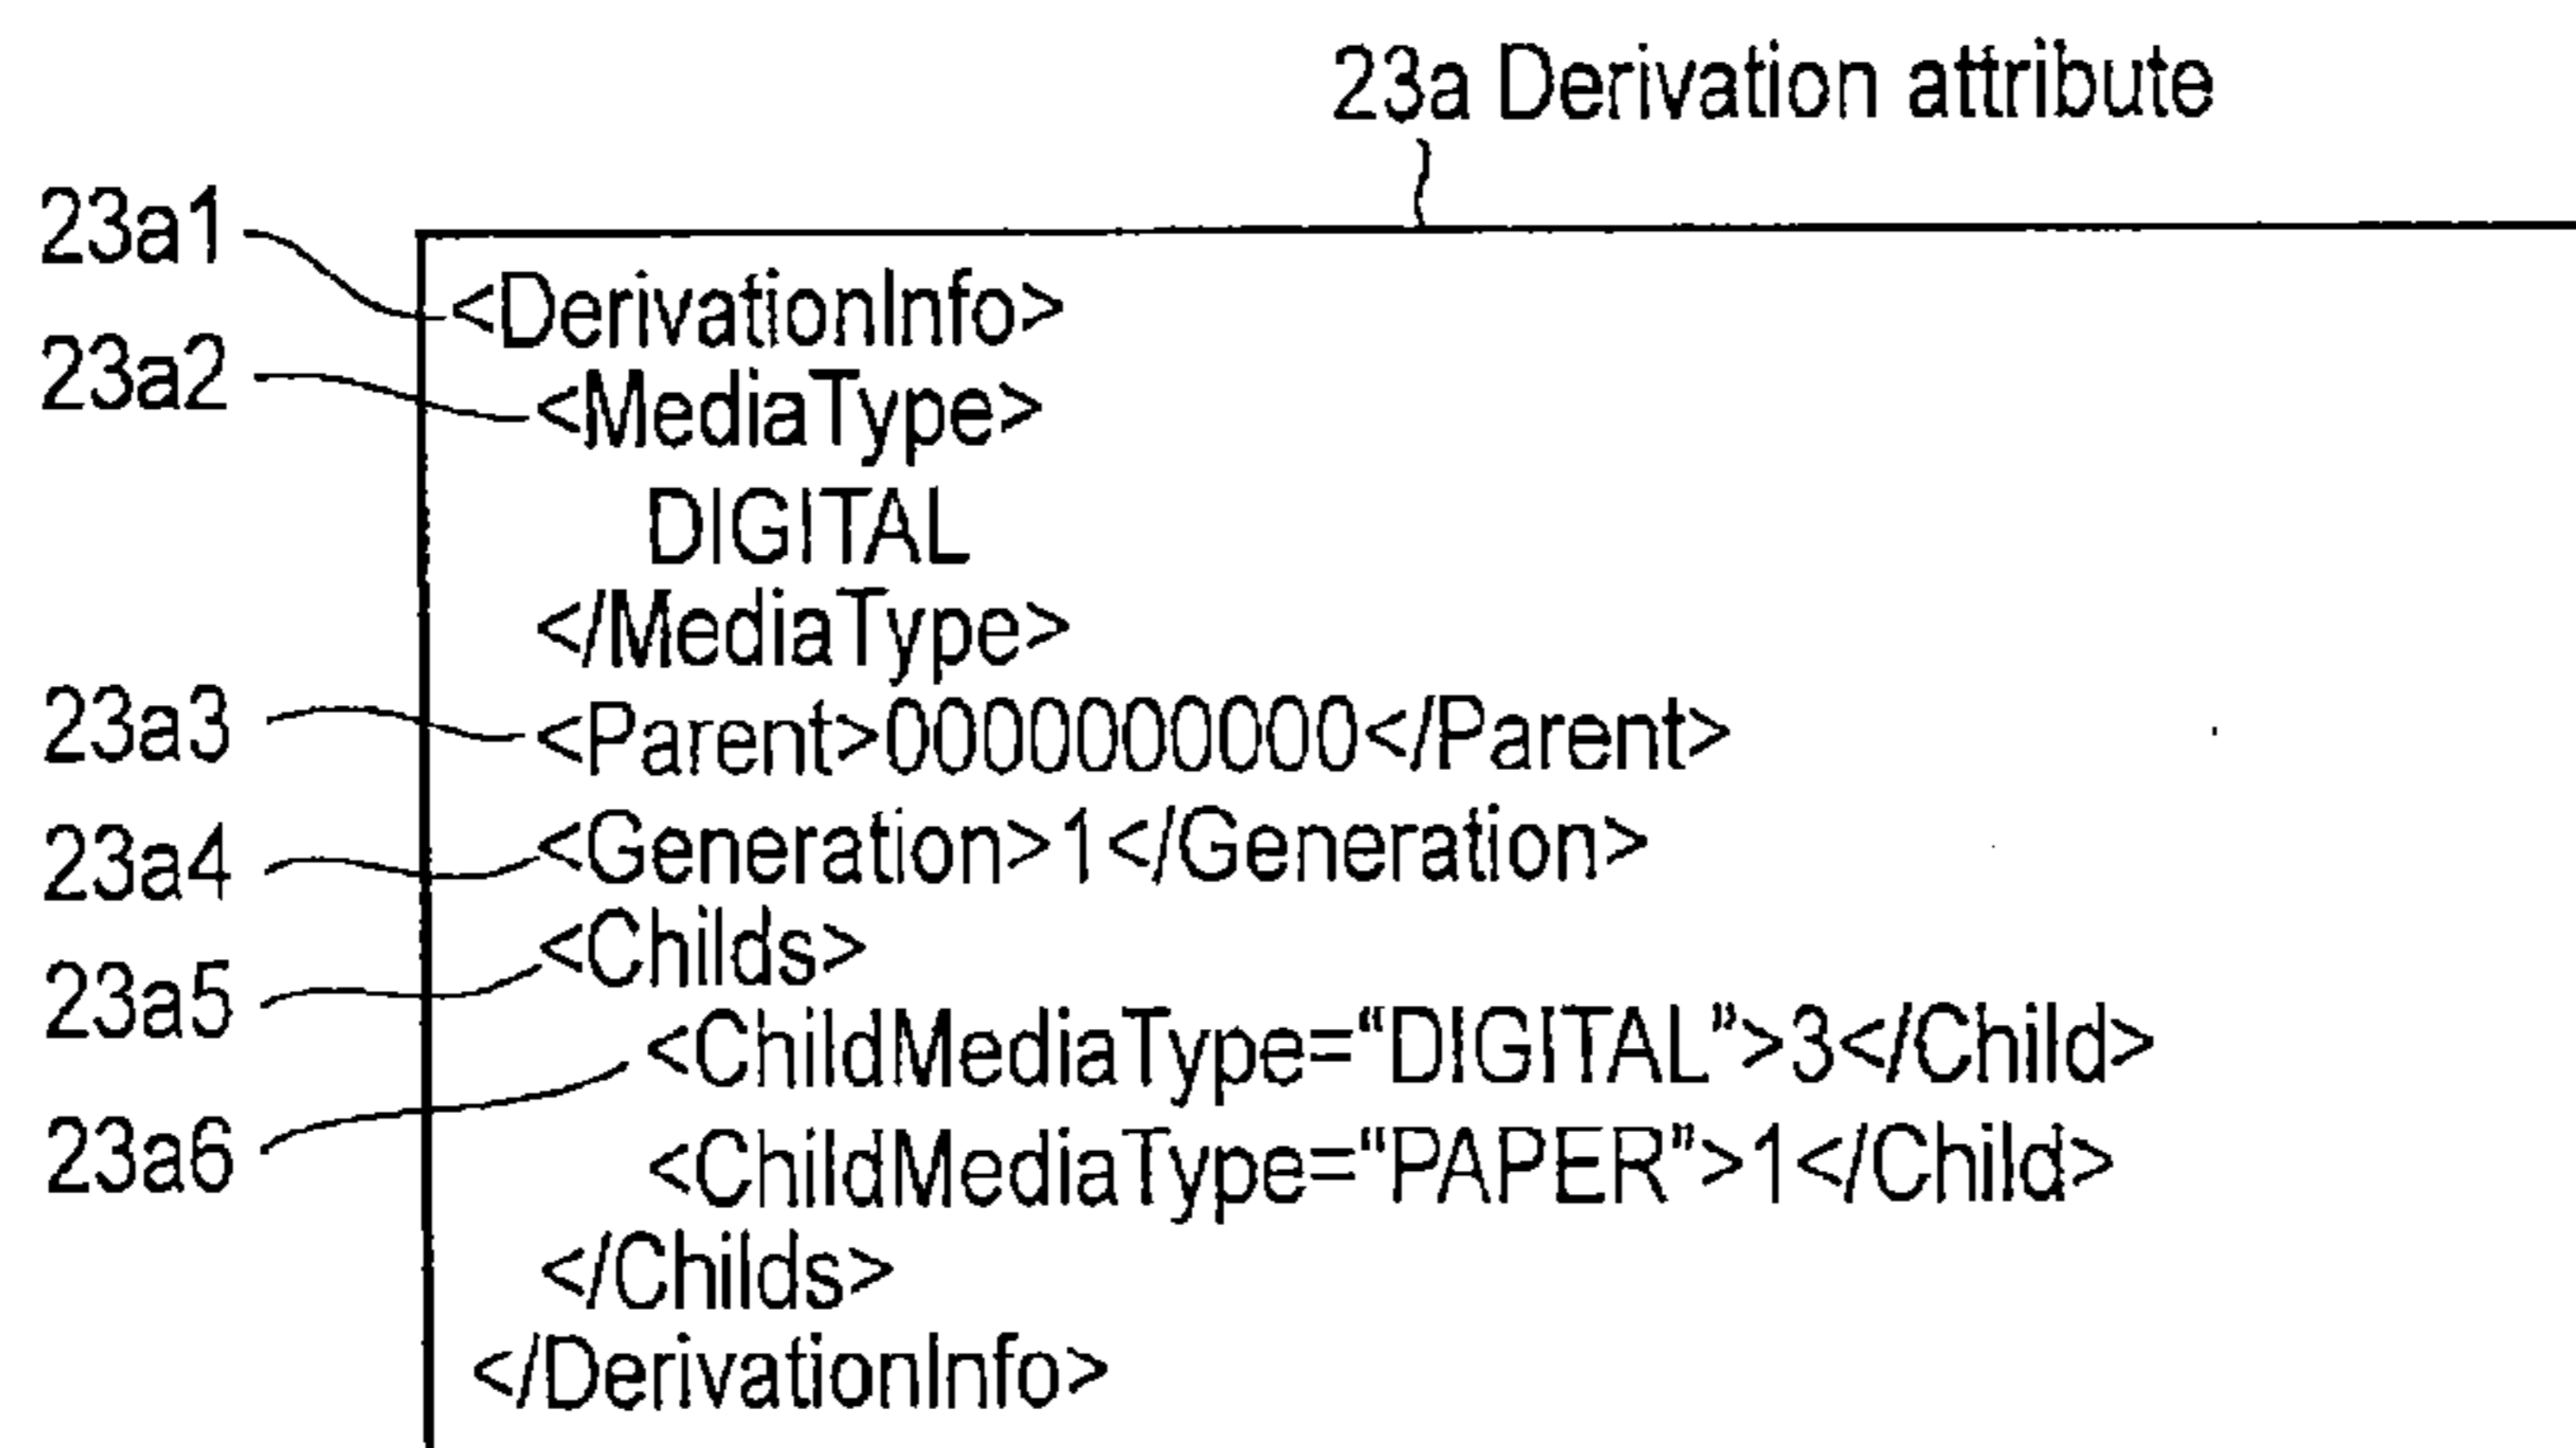 23a Derivation attribute
23a1
<DerivationInfo>
23a2
<MediaType>
DIGITAL
</MediaType>
23a3
<Parent>0000000000</Parent>
23a4
<Generation>1</Generation>
23a5
<Childs>
23a6
<ChildMediaType=“DIGITAL”>3</Child>
<ChildMediaType=“PAPER”>1</Child>
</Childs>
</DerivationInfo>